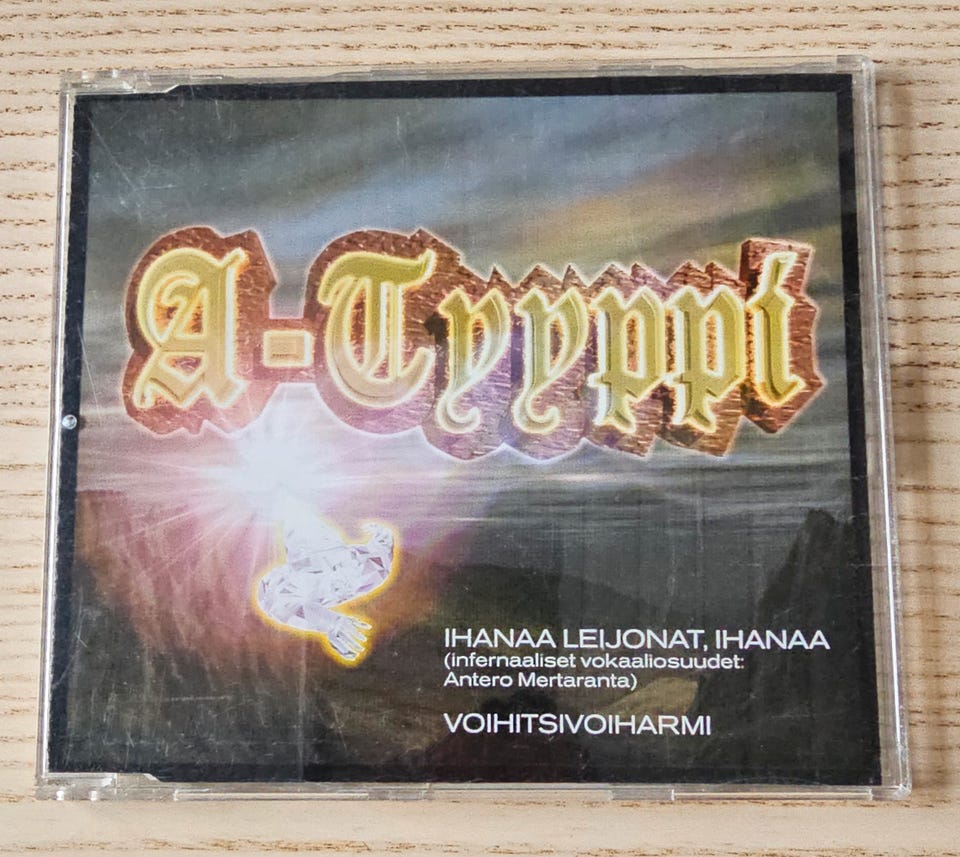 A-Tyyppi
IHANAA LEIJONAT, IHANAA
(infernaaliset vokaaliosuudet:
Antero Mertaranta)
VOIHITSIVOIHARMI